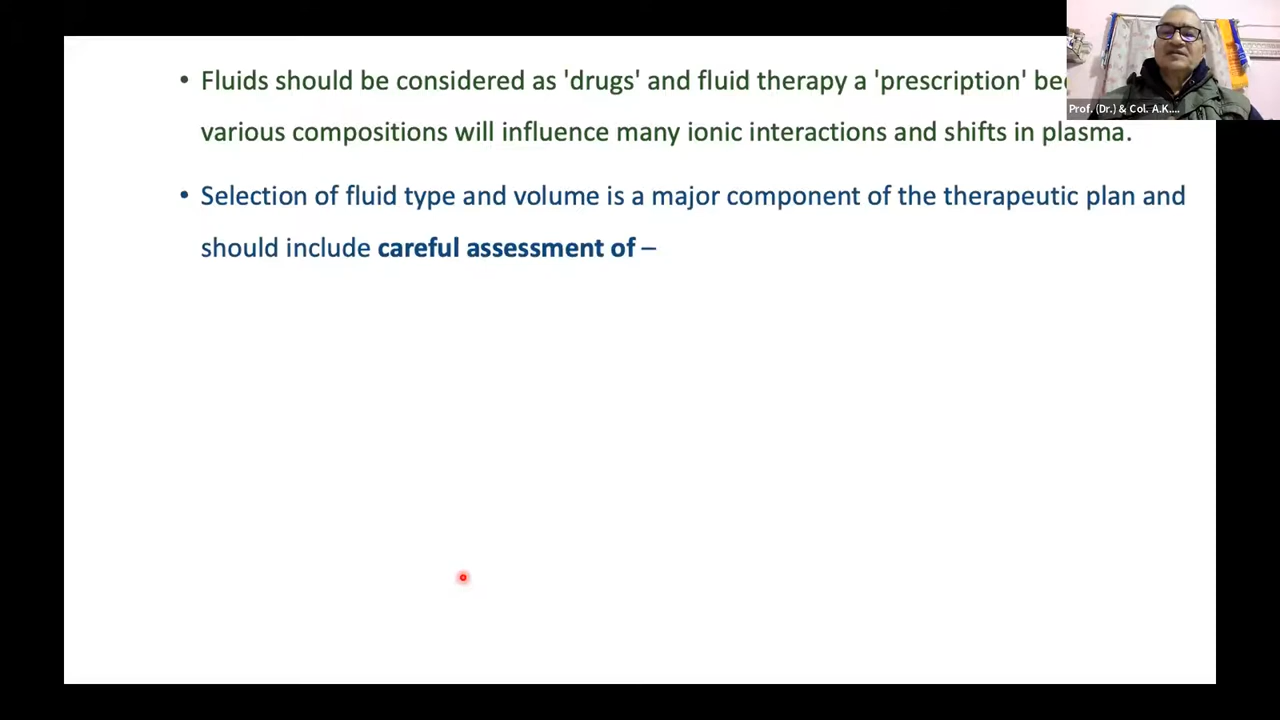 • Fluids should be considered as 'drugs' and fluid therapy a 'prescription'
various compositions will influence many ionic interactions and shifts in plasma.
• Selection of fluid type and volume is a major component of the therapeutic plan and
should include careful assessment of –
Prof. (Dr.) & Col. A.K....